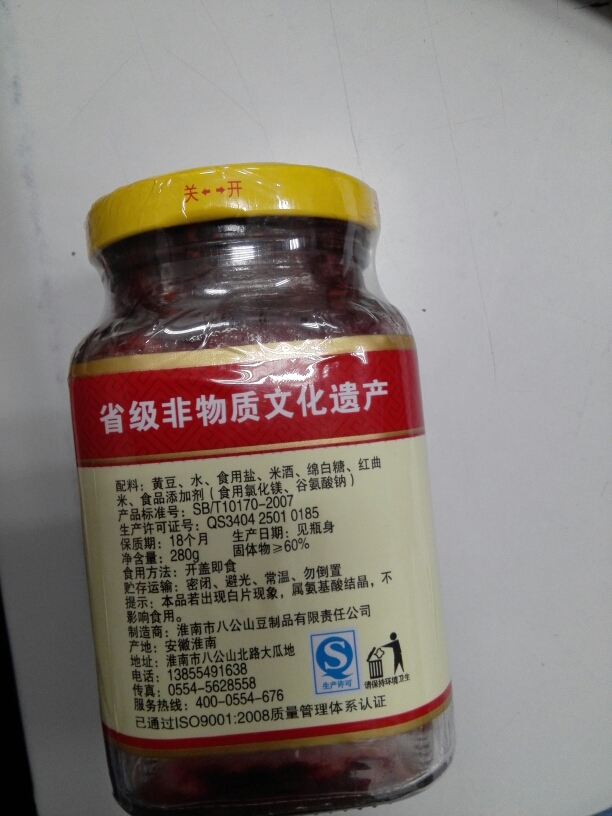 关←→开
省级非物质文化遗产
配料：黄豆、水、食用盐、米酒、绵白糖、红曲
米、食品添加剂（食用氯化镁、谷氨酸钠）
产品标准号：SB/T10170-2007
生产许可证号：QS3404 2501 0185
保质期：18个月 生产日期：见瓶身
净含量：280g 固体物≥60%
食用方法：开盖即食
贮存运输：密闭、避光、常温、勿倒置
提示：本品若出现白片现象，属氨基酸结晶，不
影响食用。
制造商：淮南市八公山豆制品有限责任公司
产地：安徽淮南
地址：淮南市八公山北路大瓜地
电话：13855491638
传真：0554-5628558
服务热线：400-0554-676
已通过ISO9001:2008质量管理体系认证
生产许可
请保持环境卫生